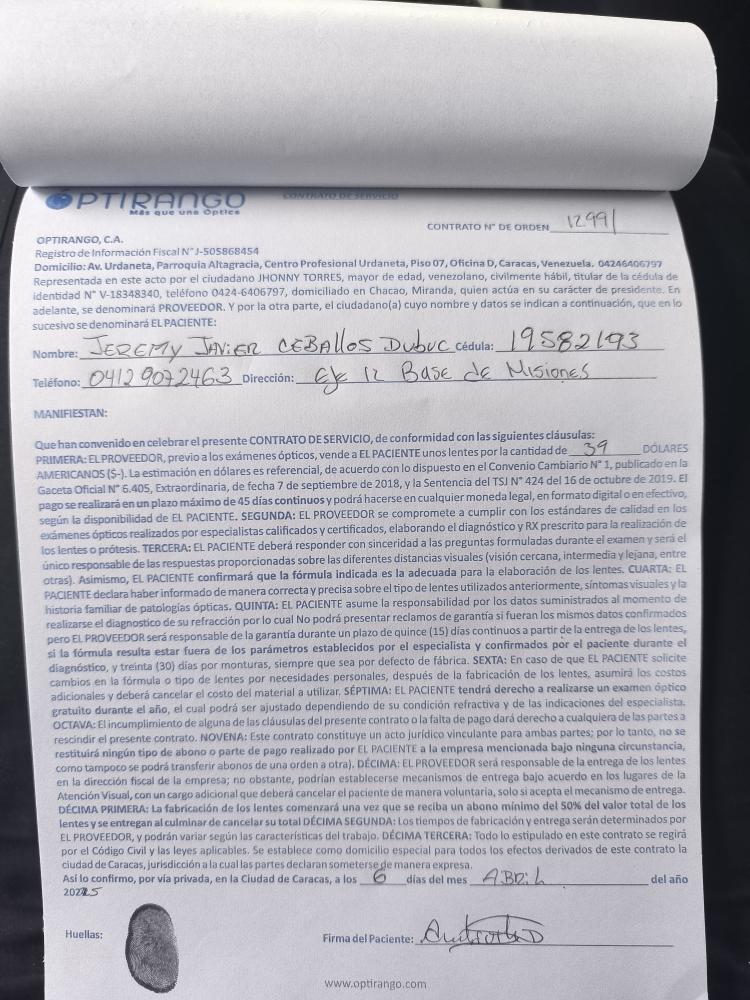 OPTIRANGO CONTRATO DE SERVICIO
Más que una Óptica
CONTRATO N° DE ORDEN 12991
OPTIRANGO, C.A.
Registro de Información Fiscal N° J-505868454
Domicilio: Av. Urdaneta, Parroquia Altagracia, Centro Profesional Urdaneta, Piso 07, Oficina D, Caracas, Venezuela. 04246406797
Representada en este acto por el ciudadano JHONNY TORRES, mayor de edad, venezolano, civilmente hábil, titular de la cédula de
identidad N° V-18348340, teléfono 0424-6406797, domiciliado en Chacao, Miranda, quien actúa en su carácter de presidente. En
adelante, se denominará PROVEEDOR. Y por la otra parte, el ciudadano(a) cuyo nombre y datos se indican a continuación, que en lo
sucesivo se denominará EL PACIENTE:
Nombre: JEREMY JAVIER CEBALLOS DUBUC Cédula: 19582193
Teléfono: 04129072463 Dirección: Eje 12 Base de Misiones
MANIFIESTAN:
Que han convenido en celebrar el presente CONTRATO DE SERVICIO, de conformidad con las siguientes cláusulas:
PRIMERA: EL PROVEEDOR, previo a los exámenes ópticos, vende a EL PACIENTE unos lentes por la cantidad de 39 DÓLARES
AMERICANOS ($-). La estimación en dólares es referencial, de acuerdo con lo dispuesto en el Convenio Cambiario N° 1, publicado en la
Gaceta Oficial N° 6.405, Extraordinaria, de fecha 7 de septiembre de 2018, y la Sentencia del TSJ N° 424 del 16 de octubre de 2019. El
pago se realizará en un plazo máximo de 45 días continuos y podrá hacerse en cualquier moneda legal, en formato digital o en efectivo,
según la disponibilidad de EL PACIENTE. SEGUNDA: EL PROVEEDOR se compromete a cumplir con los estándares de calidad en los
exámenes ópticos realizados por especialistas calificados y certificados, elaborando el diagnóstico y RX prescrito para la realización de
los lentes o prótesis. TERCERA: EL PACIENTE deberá responder con sinceridad a las preguntas formuladas durante el examen y será el
único responsable de las respuestas proporcionadas sobre las diferentes distancias visuales (visión cercana, intermedia y lejana, entre
otras). Asimismo, EL PACIENTE confirmará que la fórmula indicada es la adecuada para la elaboración de los lentes. CUARTA: EL
PACIENTE declara haber informado de manera correcta y precisa sobre el tipo de lentes utilizados anteriormente, síntomas visuales y la
historia familiar de patologías ópticas. QUINTA: EL PACIENTE asume la responsabilidad por los datos suministrados al momento de
realizarse el diagnostico de su refracción por lo cual No podrá presentar reclamos de garantía si fueran los mismos datos confirmados
pero EL PROVEEDOR será responsable de la garantía durante un plazo de quince (15) días continuos a partir de la entrega de los lentes,
si la fórmula resulta estar fuera de los parámetros establecidos por el especialista y confirmados por el paciente durante el
diagnóstico, y treinta (30) días por monturas, siempre que sea por defecto de fábrica. SEXTA: En caso de que EL PACIENTE solicite
cambios en la fórmula o tipo de lentes por necesidades personales, después de la fabricación de los lentes, asumirá los costos
adicionales y deberá cancelar el costo del material a utilizar. SÉPTIMA: EL PACIENTE tendrá derecho a realizarse un examen óptico
gratuito durante el año, el cual podrá ser ajustado dependiendo de su condición refractiva y de las indicaciones del especialista.
OCTAVA: El incumplimiento de alguna de las cláusulas del presente contrato o la falta de pago dará derecho a cualquiera de las partes a
rescindir el presente contrato. NOVENA: Este contrato constituye un acto jurídico vinculante para ambas partes; por lo tanto, no se
restituirá ningún tipo de abono o parte de pago realizado por EL PACIENTE a la empresa mencionada bajo ninguna circunstancia,
como tampoco se podrá transferir abonos de una orden a otra). DÉCIMA: EL PROVEEDOR será responsable de la entrega de los lentes
en la dirección fiscal de la empresa; no obstante, podrían establecerse mecanismos de entrega bajo acuerdo en los lugares de la
Atención Visual, con un cargo adicional que deberá cancelar el paciente de manera voluntaria, solo si acepta el mecanismo de entrega.
DÉCIMA PRIMERA: La fabricación de los lentes comenzará una vez que se reciba un abono mínimo del 50% del valor total de los
lentes y se entregan al culminar de cancelar su total DÉCIMA SEGUNDA: Los tiempos de fabricación y entrega serán determinados por
EL PROVEEDOR, y podrán variar según las características del trabajo. DÉCIMA TERCERA: Todo lo estipulado en este contrato se regirá
por el Código Civil y las leyes aplicables. Se establece como domicilio especial para todos los efectos derivados de este contrato la
ciudad de Caracas, jurisdicción a la cual las partes declaran someterse de manera expresa.
Así lo confirmo, por vía privada, en la Ciudad de Caracas, a los 6 días del mes ABRIL del año
2025
Huellas:
Firma del Paciente:
www.optirango.com